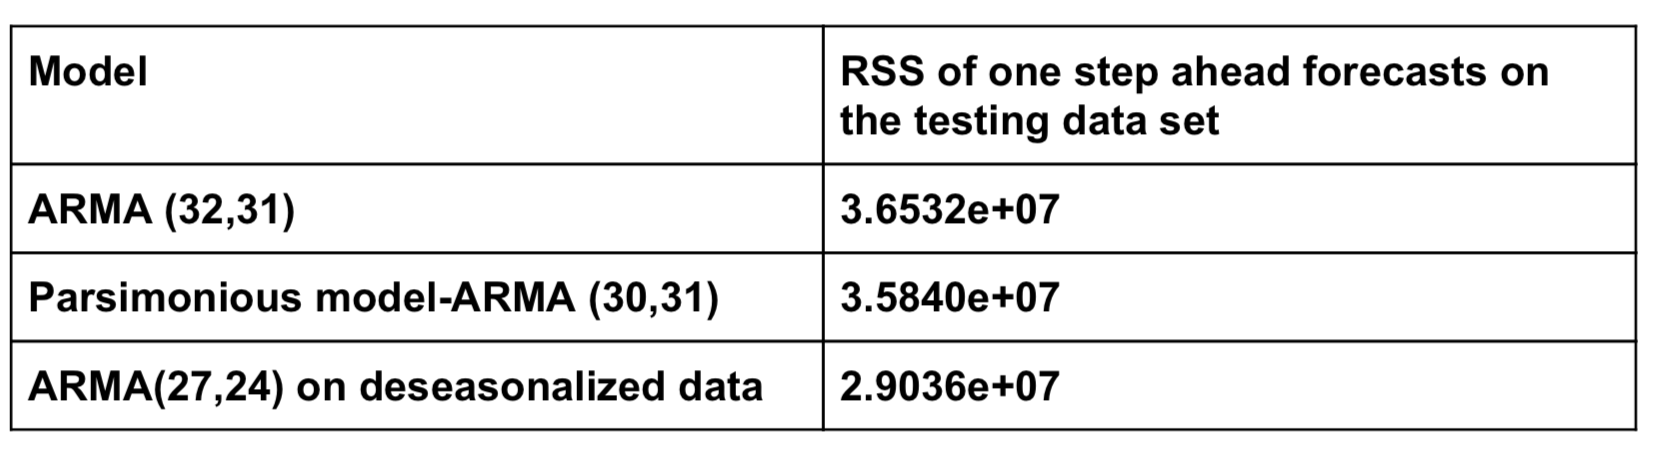 Model
RSS of one step ahead forecasts on
the testing data set
ARMA (32,31)
3.6532e+07
Parsimonious model-ARMA (30,31)
3.5840e+07
ARMA(27,24) on deseasonalized data
2.9036e+07